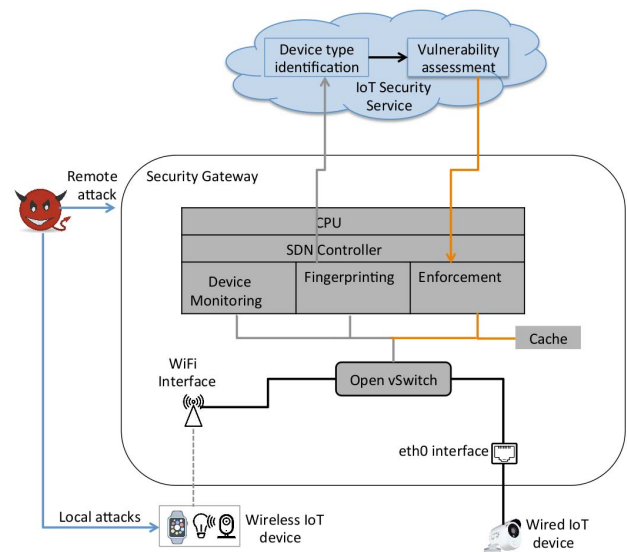 Device type
identification
Vulnerability
assessment
IoT Security
Service
Remote
attack
Security Gateway
CPU
SDN Controller
Device
Monitoring
Fingerprinting
Enforcement
Cache
WiFi
Interface
Open vSwitch
eth0 interface
Local attacks
Wireless IoT
device
Wired IoT
device